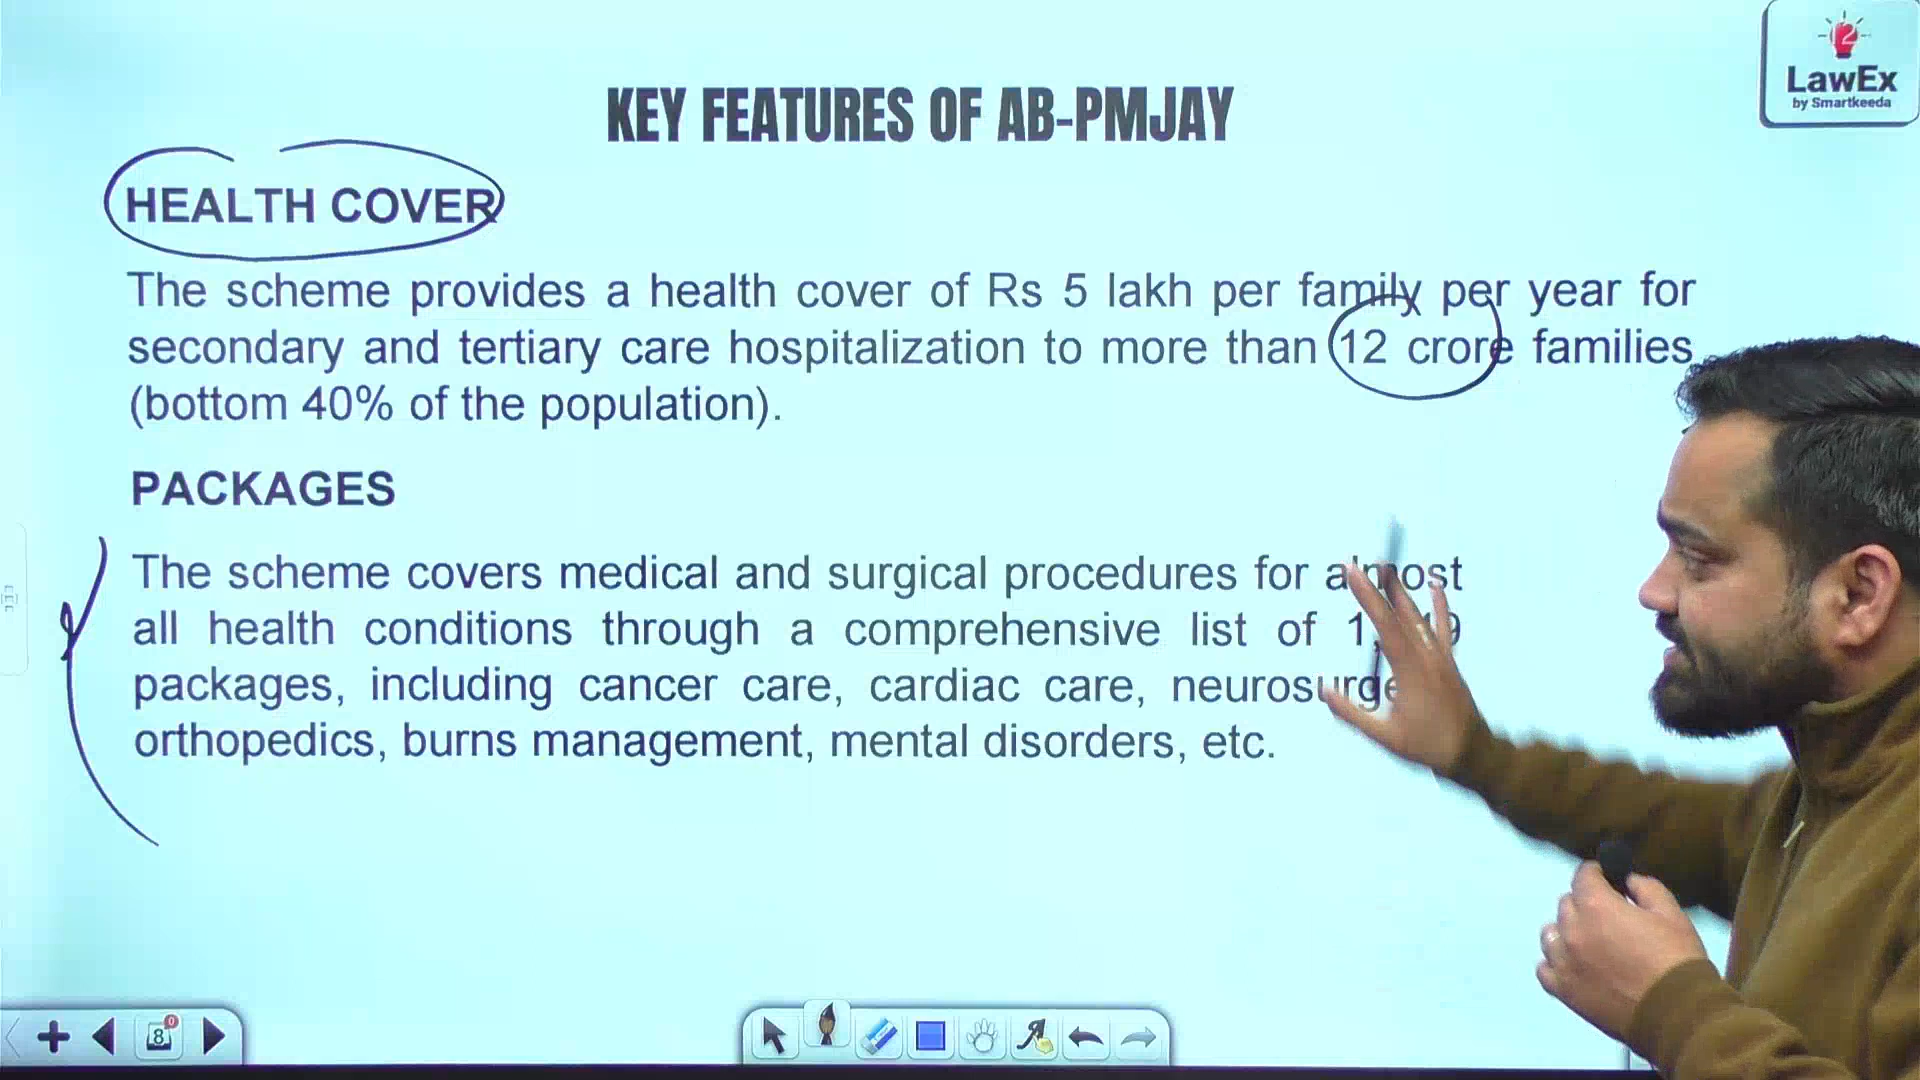 LawEx
by Smartkeeda
KEY FEATURES OF AB-PMJAY
HEALTH COVER
The scheme provides a health cover of Rs 5 lakh per family per year for
secondary and tertiary care hospitalization to more than 12 crore families
(bottom 40% of the population).
PACKAGES
The scheme covers medical and surgical procedures for almost
all health conditions through a comprehensive list of
packages, including cancer care, cardiac care,
orthopedics, burns management, mental disorders, etc.
8
0